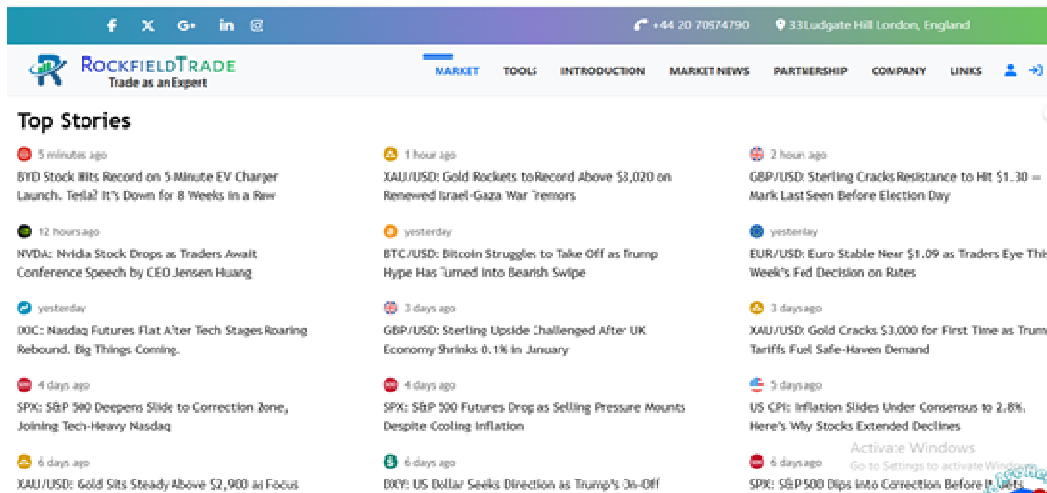 +44 20 70574790
33 Ludgate Hill London, England
ROCKFIELDTRADE
Trade as an Expert
MARKET TOOLS INTRODUCTION MARKET NEWS PARTNERSHIP COMPANY LINKS
Top Stories
5 minutes ago
1 hour ago
2 hours ago
BYD Stock Hits Record on 5-Minute EV Charger
Launch. Tesla? It's Down for 8 Weeks in a Row
XAU/USD: Gold Rockets to Record Above $3,020 on
Renewed Israel-Gaza War Tremors
GBP/USD: Sterling Cracks Resistance to Hit $1.30 —
Mark Last Seen Before Election Day
12 hours ago
yesterday
yesterday
NVDA: Nvidia Stock Drops as Traders Await
Conference Speech by CEO Jensen Huang
BTC/USD: Bitcoin Struggles to Take Off as Trump
Hype Has Turned Into Bearish Swipe
EUR/USD: Euro Stable Near $1.09 as Traders Eye This
Week's Fed Decision on Rates
yesterday
3 days ago
3 days ago
IXIC: Nasdaq Futures Flat After Tech Stages Roaring
Rebound. Big Things Coming.
GBP/USD: Sterling Upside Challenged After UK
Economy Shrinks 0.1% in January
XAU/USD: Gold Cracks $3,000 for First Time as Trum
Tariffs Fuel Safe-Haven Demand
4 days ago
4 days ago
5 days ago
SPX: S&P 500 Deepens Slide to Correction Zone,
Joining Tech-Heavy Nasdaq
SPX: S&P 500 Futures Drop as Selling Pressure Mounts
Despite Cooling Inflation
US CPI: Inflation Slides Under Consensus to 2.8%.
Here's Why Stocks Extended Declines
Activate Windows
Go to Settings to activate Windows.
6 days ago
6 days ago
6 days ago
XAU/USD: Gold Sits Steady Above $2,900 as Focus
DXY: US Dollar Seeks Direction as Trump's On-Off
SPX: S&P 500 Dips into Correction Before It Gets